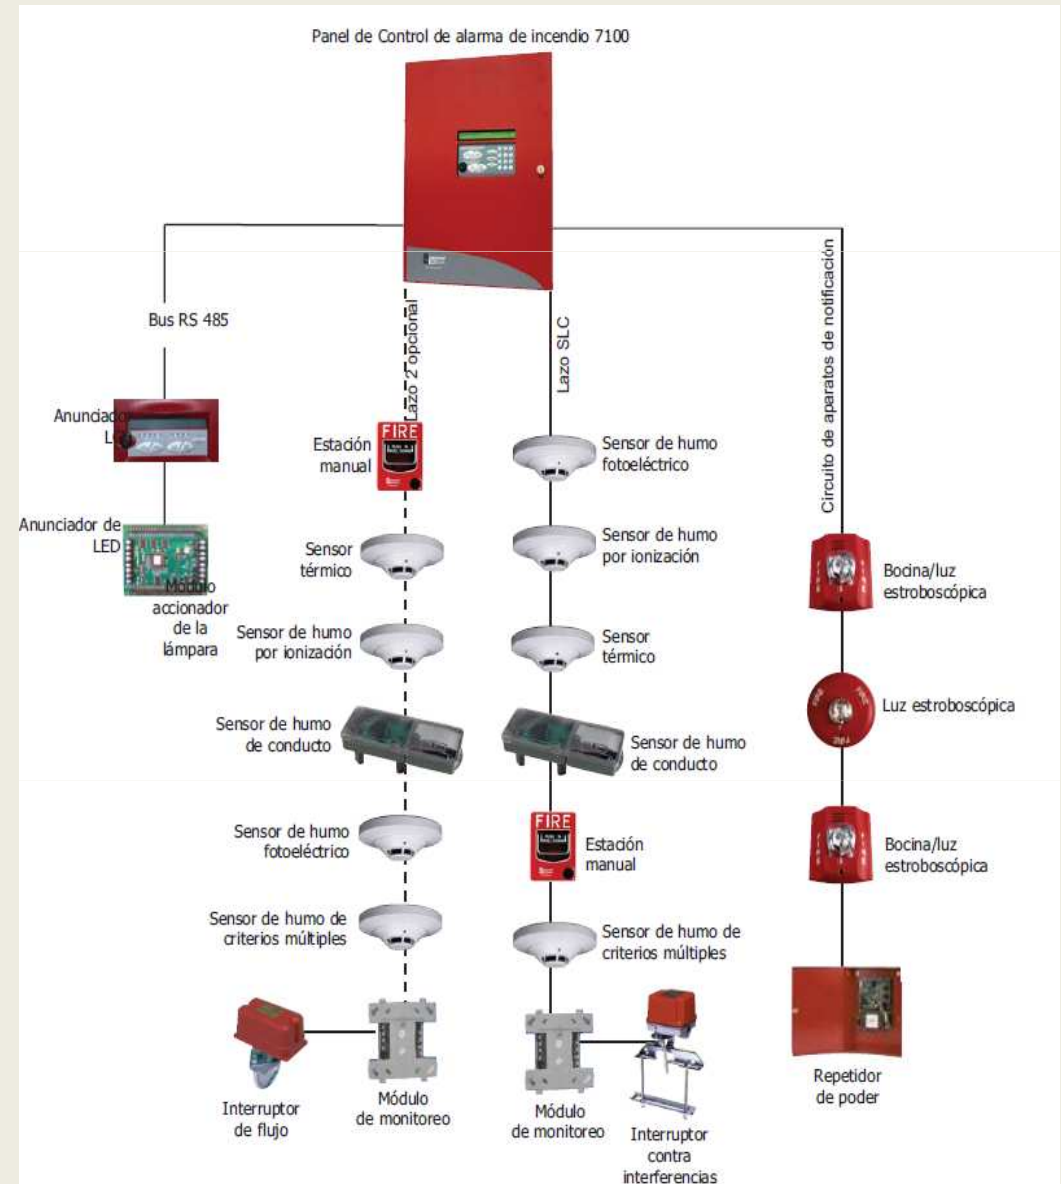 Panel de Control de alarma de incendio 7100
Bus RS 485
Lazo 2 opcional
Lazo SLC
Circuito de aparatos de notificación
Anunciador
Anunciador de
LED
Módulo
accionador
de la
lámpara
FIRE
Estación
manual
Sensor
térmico
Sensor de humo
por ionización
Sensor de humo
de conducto
Sensor de humo
fotoeléctrico
Sensor de humo de
criterios múltiples
Interruptor
de flujo
Módulo
de monitoreo
Sensor de humo
fotoeléctrico
Sensor de humo
por ionización
Sensor
térmico
Sensor de humo
de conducto
FIRE
Estación
manual
Sensor de humo de
criterios múltiples
Módulo
de monitoreo
Interruptor
contra
interferencias
Bocina/luz
estroboscópica
FIRE
FIRE
Luz estroboscópica
Bocina/luz
estroboscópica
Repetidor
de poder